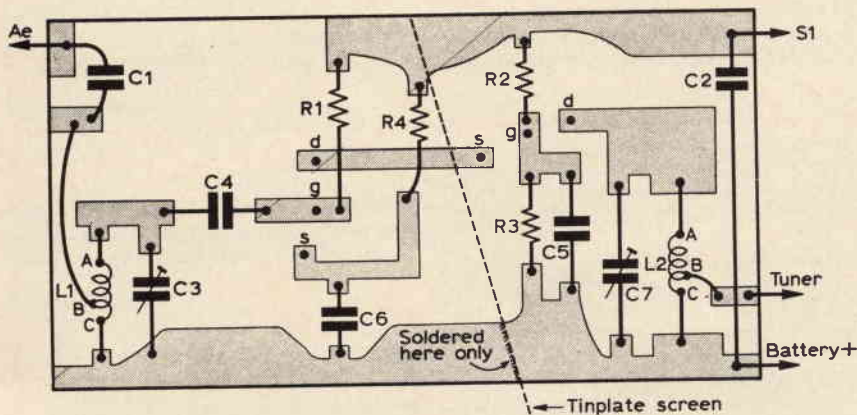 Ae
S1
C1
C2
R1
R2
R4
d
g
d
s
C4
g
R3
C5
s
A
L1
B
C
C3
C6
C7
A
L2
B
C
Tuner
Soldered
here only
Battery+
Tinplate screen